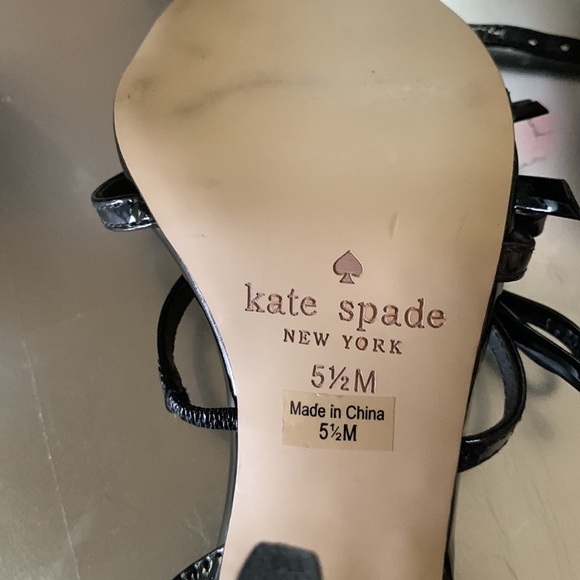 kate spade
NEW YORK
5½M
Made in China
5½M